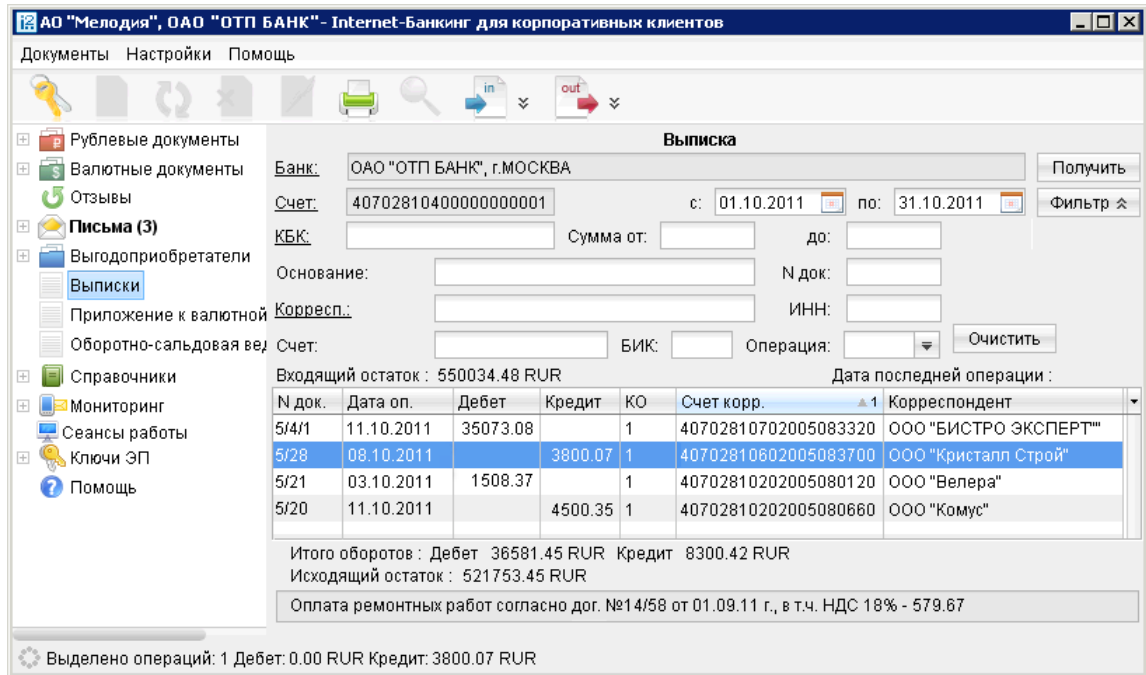 АО "Мелодия", ОАО "ОТП БАНК"- Internet-Банкинг для корпоративных клиентов
Документы Настройки Помощь
in out
Рублевые документы
Валютные документы
Отзывы
Письма (3)
Выгодоприобретатели
Выписки
Приложение к валютной
Оборотно-сальдовая вед
Справочники
Мониторинг
Сеансы работы
Ключи ЭП
Помощь
Выписка
Банк: ОАО "ОТП БАНК", г.МОСКВА Получить
Счет: 40702810400000000001 с: 01.10.2011 по: 31.10.2011 Фильтр
КБК: Сумма от: до:
Основание: N док:
Корресп.: ИНН:
Счет: БИК: Операция: Очистить
Входящий остаток : 550034.48 RUR Дата последней операции :
N док. Дата оп. Дебет Кредит КО Счет корр. 1 Корреспондент
5/4/1 11.10.2011 35073.08 1 40702810702005083320 ООО "БИСТРО ЭКСПЕРТ""
5/28 08.10.2011 3800.07 1 40702810602005083700 ООО "Кристалл Строй"
5/21 03.10.2011 1508.37 1 40702810202005080120 ООО "Велера"
5/20 11.10.2011 4500.35 1 40702810202005080660 ООО "Комус"
Итого оборотов : Дебет 36581.45 RUR Кредит 8300.42 RUR
Исходящий остаток : 521753.45 RUR
Оплата ремонтных работ согласно дог. №14/58 от 01.09.11 г., в т.ч. НДС 18% - 579.67
Выделено операций: 1 Дебет: 0.00 RUR Кредит: 3800.07 RUR